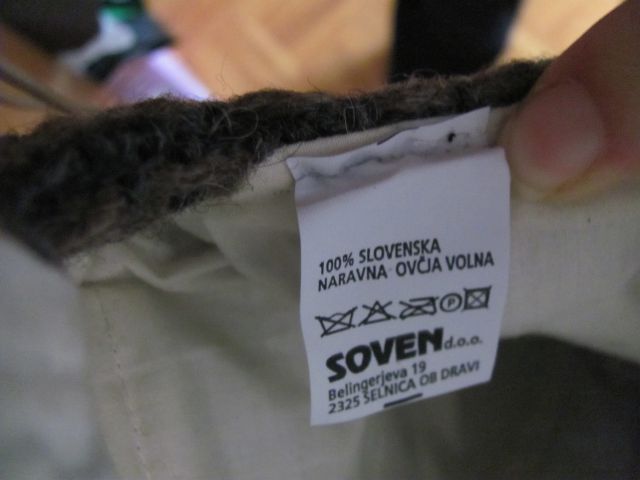 100% SLOVENSKA
NARAVNA OVČJA VOLNA
P
SOVEN d.o.o.
Belingerjeva 19
2325 SELNICA OB DRAVI